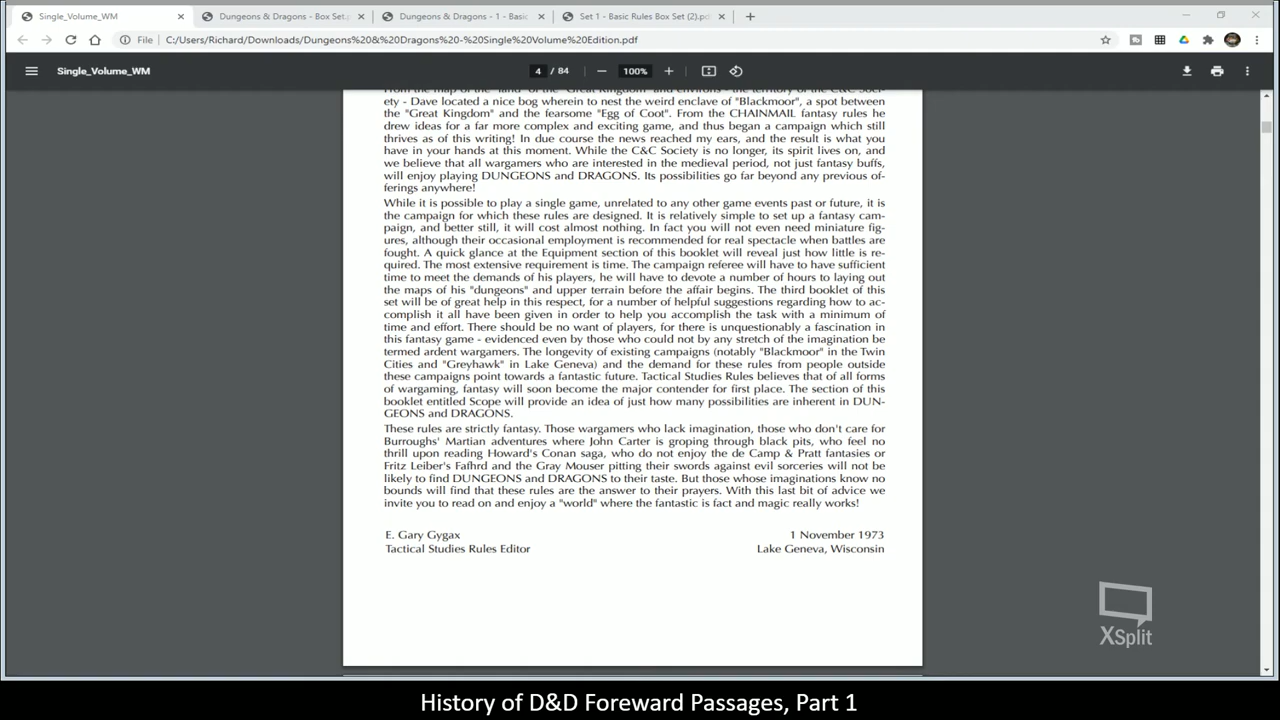 Single_Volume_WM
Dungeons & Dragons - Box Set.p
Dungeons & Dragons - 1 - Basic
Set 1 - Basic Rules Box Set (2).pd
File C:/Users/Richard/Downloads/Dungeons%20&%20Dragons%20-%20Single%20Volume%20Edition.pdf
Single_Volume_WM
4 / 84
100%
From the map of the "land" of the "Great Kingdom" and environs - the territory of the C&C Soci-
ety - Dave located a nice bog wherein to nest the weird enclave of "Blackmoor", a spot between
the "Great Kingdom" and the fearsome "Egg of Coot". From the CHAINMAIL fantasy rules he
drew ideas for a far more complex and exciting game, and thus began a campaign which still
thrives as of this writing! In due course the news reached my ears, and the result is what you
have in your hands at this moment. While the C&C Society is no longer, its spirit lives on, and
we believe that all wargamers who are interested in the medieval period, not just fantasy buffs,
will enjoy playing DUNGEONS and DRAGONS. Its possibilities go far beyond any previous of-
ferings anywhere!
While it is possible to play a single game, unrelated to any other game events past or future, it is
the campaign for which these rules are designed. It is relatively simple to set up a fantasy cam-
paign, and better still, it will cost almost nothing. In fact you will not even need miniature fig-
ures, although their occasional employment is recommended for real spectacle when battles are
fought. A quick glance at the Equipment section of this booklet will reveal just how little is re-
quired. The most extensive requirement is time. The campaign referee will have to have sufficient
time to meet the demands of his players, he will have to devote a number of hours to laying out
the maps of his "dungeons" and upper terrain before the affair begins. The third booklet of this
set will be of great help in this respect, for a number of helpful suggestions regarding how to ac-
complish it all have been given in order to help you accomplish the task with a minimum of
time and effort. There should be no want of players, for there is unquestionably a fascination in
this fantasy game - evidenced even by those who could not by any stretch of the imagination be
termed ardent wargamers. The longevity of existing campaigns (notably "Blackmoor" in the Twin
Cities and "Greyhawk" in Lake Geneva) and the demand for these rules from people outside
these campaigns point towards a fantastic future. Tactical Studies Rules believes that of all forms
of wargaming, fantasy will soon become the major contender for first place. The section of this
booklet entitled Scope will provide an idea of just how many possibilities are inherent in DUN-
GEONS and DRAGONS.
These rules are strictly fantasy. Those wargamers who lack imagination, those who don't care for
Burroughs' Martian adventures where John Carter is groping through black pits, who feel no
thrill upon reading Howard's Conan saga, who do not enjoy the de Camp & Pratt fantasies or
Fritz Leiber's Fafhrd and the Gray Mouser pitting their swords against evil sorceries will not be
likely to find DUNGEONS and DRAGONS to their taste. But those whose imaginations know no
bounds will find that these rules are the answer to their prayers. With this last bit of advice we
invite you to read on and enjoy a "world" where the fantastic is fact and magic really works!
E. Gary Gygax 1 November 1973
Tactical Studies Rules Editor Lake Geneva, Wisconsin
XSplit
History of D&D Foreward Passages, Part 1